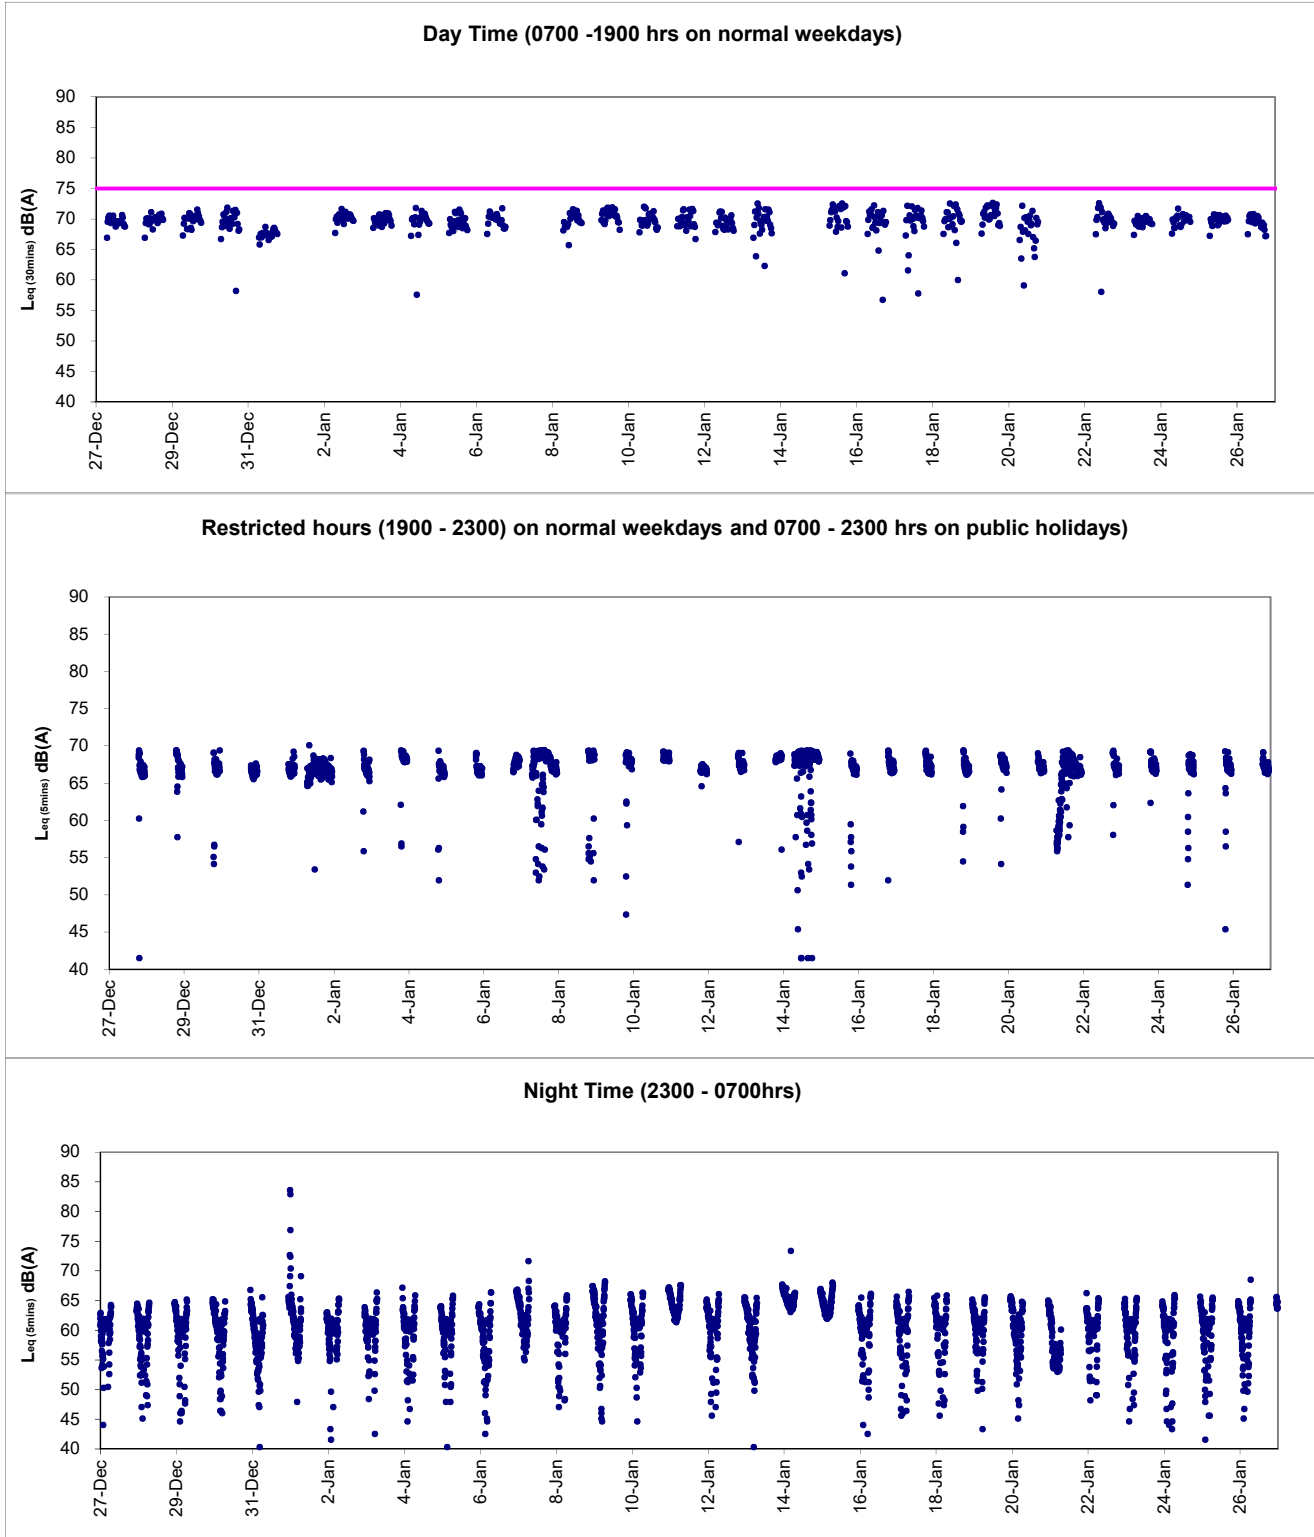 Day Time (0700 -1900 hrs on normal weekdays)
90
85
80
75
70
65
60
55
50
45
40
Leq (30mins) dB(A)
27-Dec
29-Dec
31-Dec
2-Jan
4-Jan
6-Jan
8-Jan
10-Jan
12-Jan
14-Jan
16-Jan
18-Jan
20-Jan
22-Jan
24-Jan
26-Jan
Restricted hours (1900 - 2300) on normal weekdays and 0700 - 2300 hrs on public holidays)
90
85
80
75
70
65
60
55
50
45
40
Leq (5mins) dB(A)
27-Dec
29-Dec
31-Dec
2-Jan
4-Jan
6-Jan
8-Jan
10-Jan
12-Jan
14-Jan
16-Jan
18-Jan
20-Jan
22-Jan
24-Jan
26-Jan
Night Time (2300 - 0700hrs)
90
85
80
75
70
65
60
55
50
45
40
Leq (5mins) dB(A)
27-Dec
29-Dec
31-Dec
2-Jan
4-Jan
6-Jan
8-Jan
10-Jan
12-Jan
14-Jan
16-Jan
18-Jan
20-Jan
22-Jan
24-Jan
26-Jan